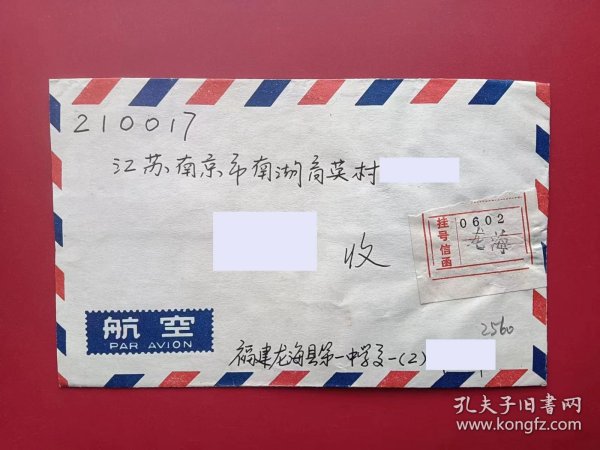 210017
江苏南京市南湖育英村
收
挂号信函
0602
龙海
航空
PAR AVION
2560
福建龙海县第一中学高一(2)
孔夫子旧书网
www.kongfz.com